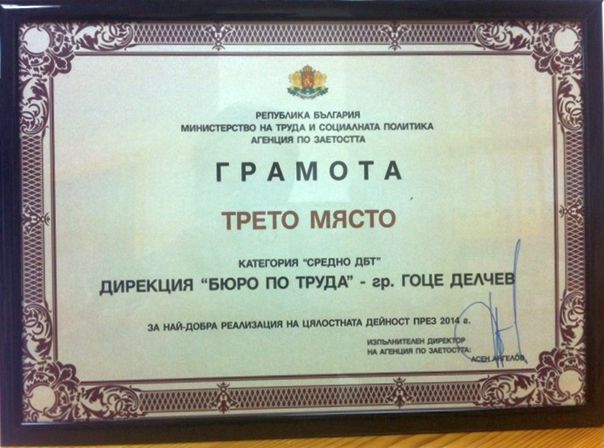 РЕПУБЛИКА БЪЛГАРИЯ
МИНИСТЕРСТВО НА ТРУДА И СОЦИАЛНАТА ПОЛИТИКА
АГЕНЦИЯ ПО ЗАЕТОСТТА
ГРАМОТА
ТРЕТО МЯСТО
КАТЕГОРИЯ "СРЕДНО ДБТ"
ДИРЕКЦИЯ "БЮРО ПО ТРУДА" - гр. ГОЦЕ ДЕЛЧЕВ
ЗА НАЙ-ДОБРА РЕАЛИЗАЦИЯ НА ЦЯЛОСТНАТА ДЕЙНОСТ ПРЕЗ 2014 г.
ИЗПЪЛНИТЕЛЕН ДИРЕКТОР
НА АГЕНЦИЯ ПО ЗАЕТОСТТА:
АСЕН АНГЕЛОВ